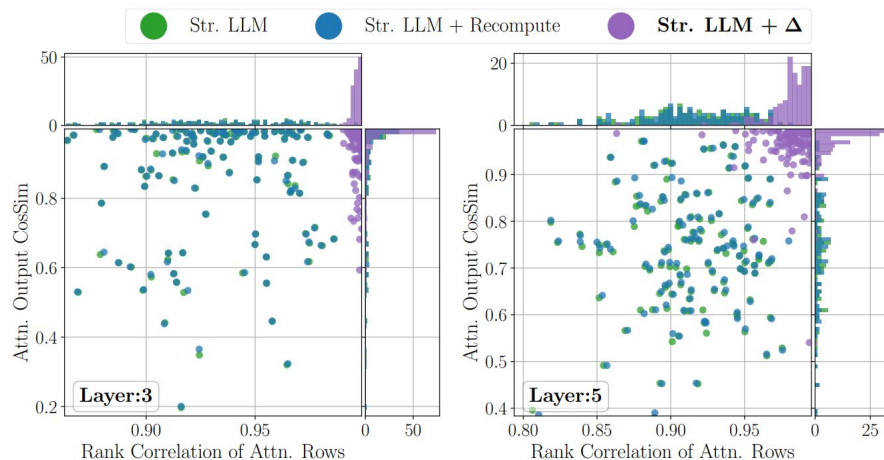 Str. LLM Str. LLM + Recompute Str. LLM + Δ
50
0
Attn. Output CosSim
0.8
0.6
0.4
0.2
Layer:3
0.90 0.95 0 50
Rank Correlation of Attn. Rows
20
0
Attn. Output CosSim
0.9
0.8
0.7
0.6
0.5
0.4
Layer:5
0.80 0.85 0.90 0.95 0 25
Rank Correlation of Attn. Rows